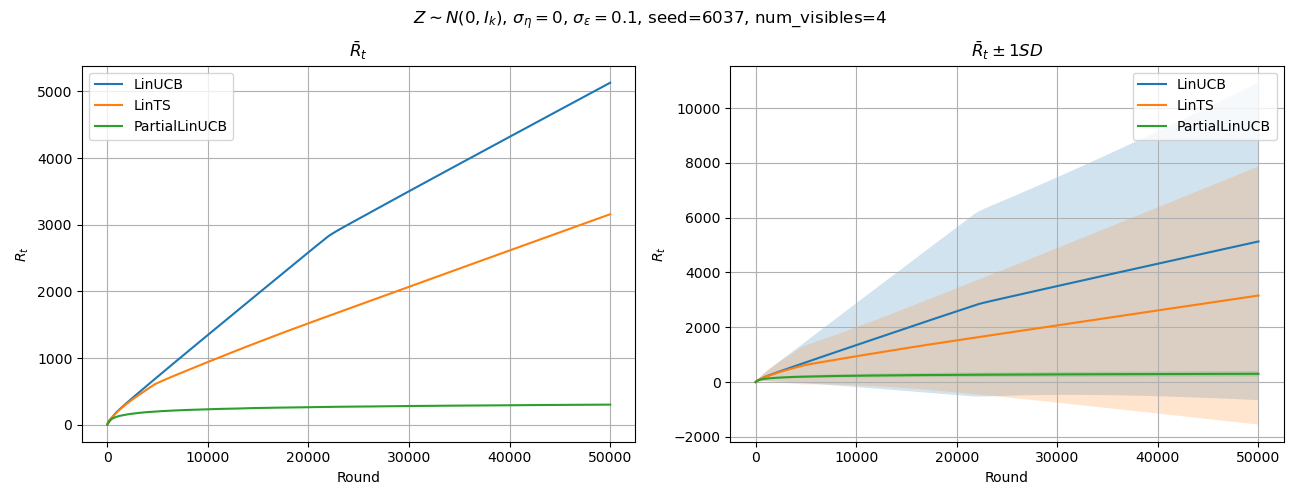 Z ~ N(0, I_k), σ_η = 0, σ_ε = 0.1, seed=6037, num_visibles=4
R̄_t
R_t
5000
4000
3000
2000
1000
0
LinUCB
LinTS
PartialLinUCB
0 10000 20000 30000 40000 50000
Round
R̄_t ± 1SD
R_t
10000
8000
6000
4000
2000
0
−2000
LinUCB
LinTS
PartialLinUCB
0 10000 20000 30000 40000 50000
Round